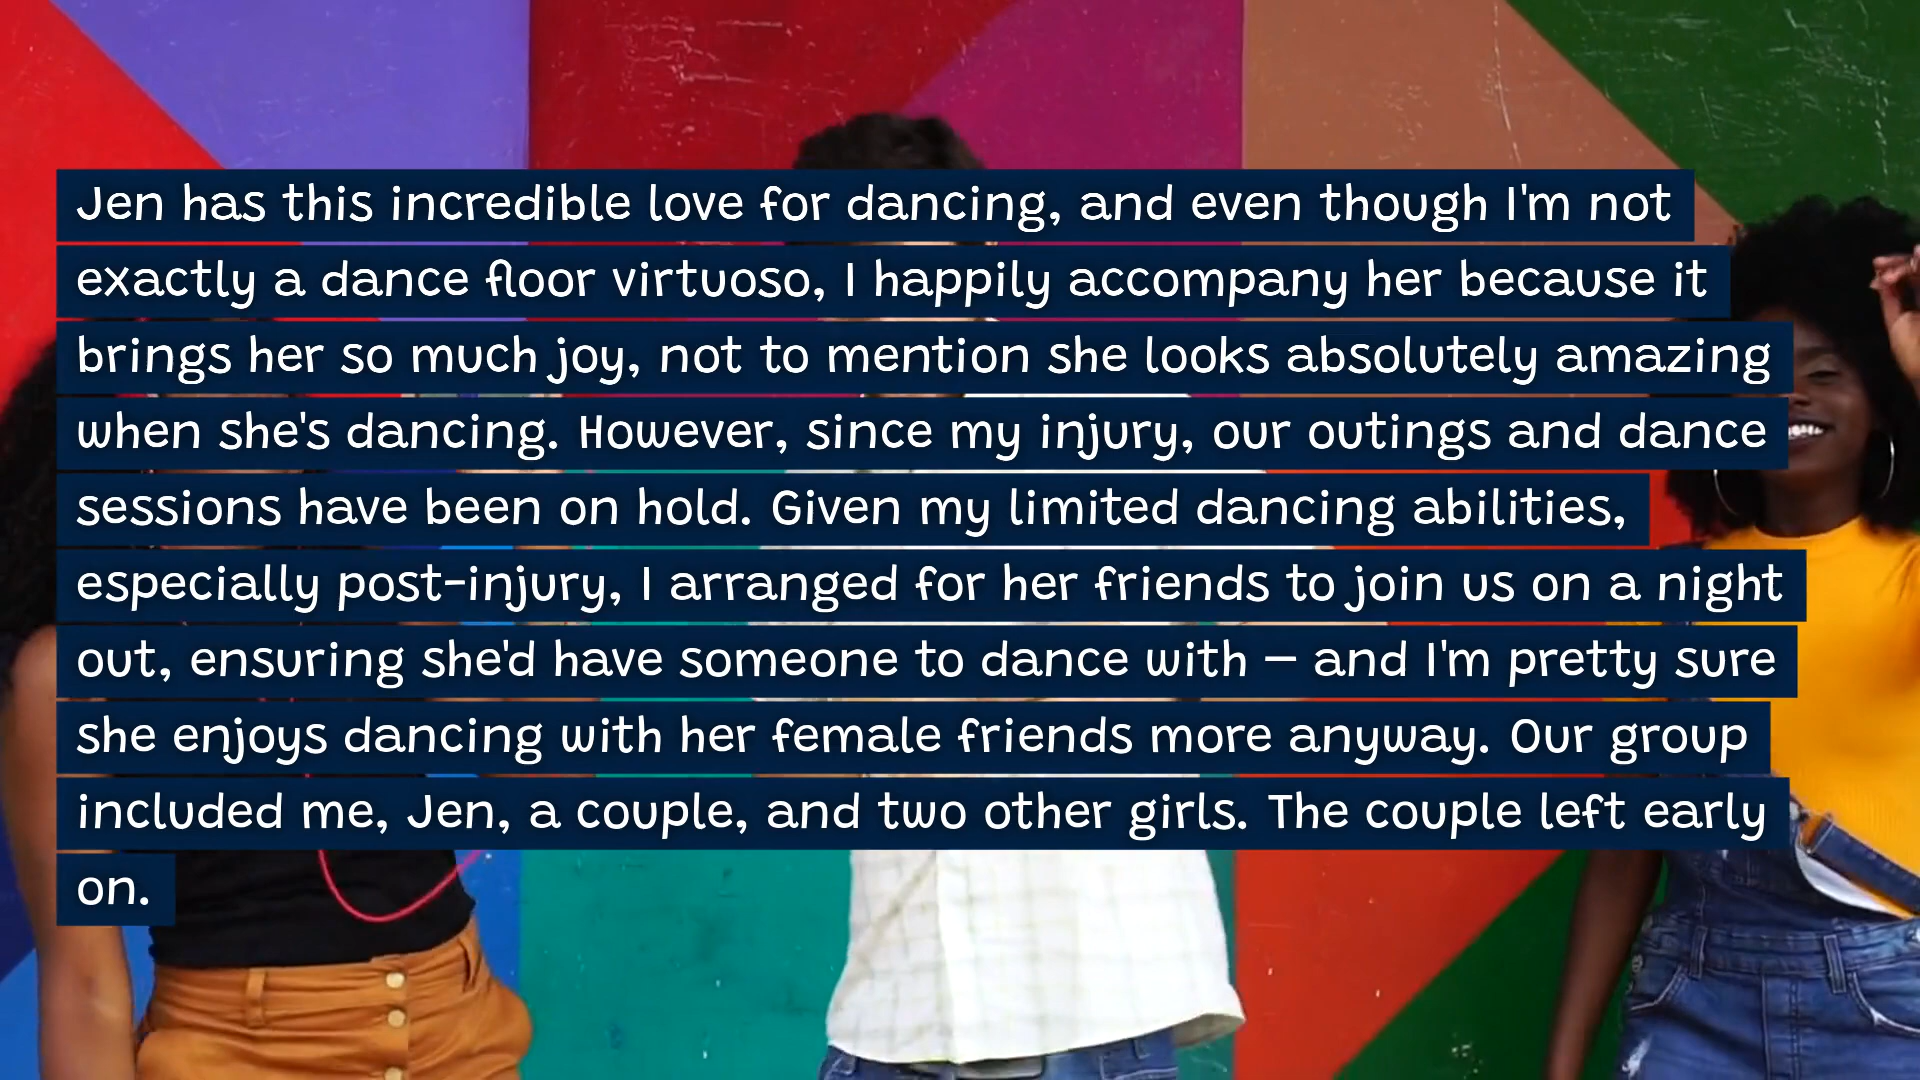 Jen has this incredible love for dancing, and even though I'm not
exactly a dance floor virtuoso, I happily accompany her because it
brings her so much joy, not to mention she looks absolutely amazing
when she's dancing. However, since my injury, our outings and dance
sessions have been on hold. Given my limited dancing abilities,
especially post-injury, I arranged for her friends to join us on a night
out, ensuring she'd have someone to dance with – and I'm pretty sure
she enjoys dancing with her female friends more anyway. Our group
included me, Jen, a couple, and two other girls. The couple left early
on.